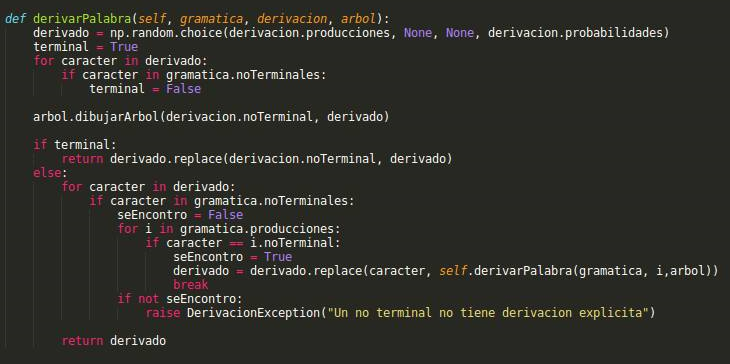 def derivarPalabra(self, gramatica, derivacion, arbol):
    derivado = np.random.choice(derivacion.producciones, None, None, derivacion.probabilidades)
    terminal = True
    for caracter in derivado:
        if caracter in gramatica.noTerminales:
            terminal = False

    arbol.dibujarArbol(derivacion.noTerminal, derivado)

    if terminal:
        return derivado.replace(derivacion.noTerminal, derivado)
    else:
        for caracter in derivado:
            if caracter in gramatica.noTerminales:
                seEncontro = False
                for i in gramatica.producciones:
                    if caracter == i.noTerminal:
                        seEncontro = True
                        derivado = derivado.replace(caracter, self.derivarPalabra(gramatica, i,arbol))
                        break
                if not seEncontro:
                    raise DerivacionException("Un no terminal no tiene derivacion explicita")

        return derivado